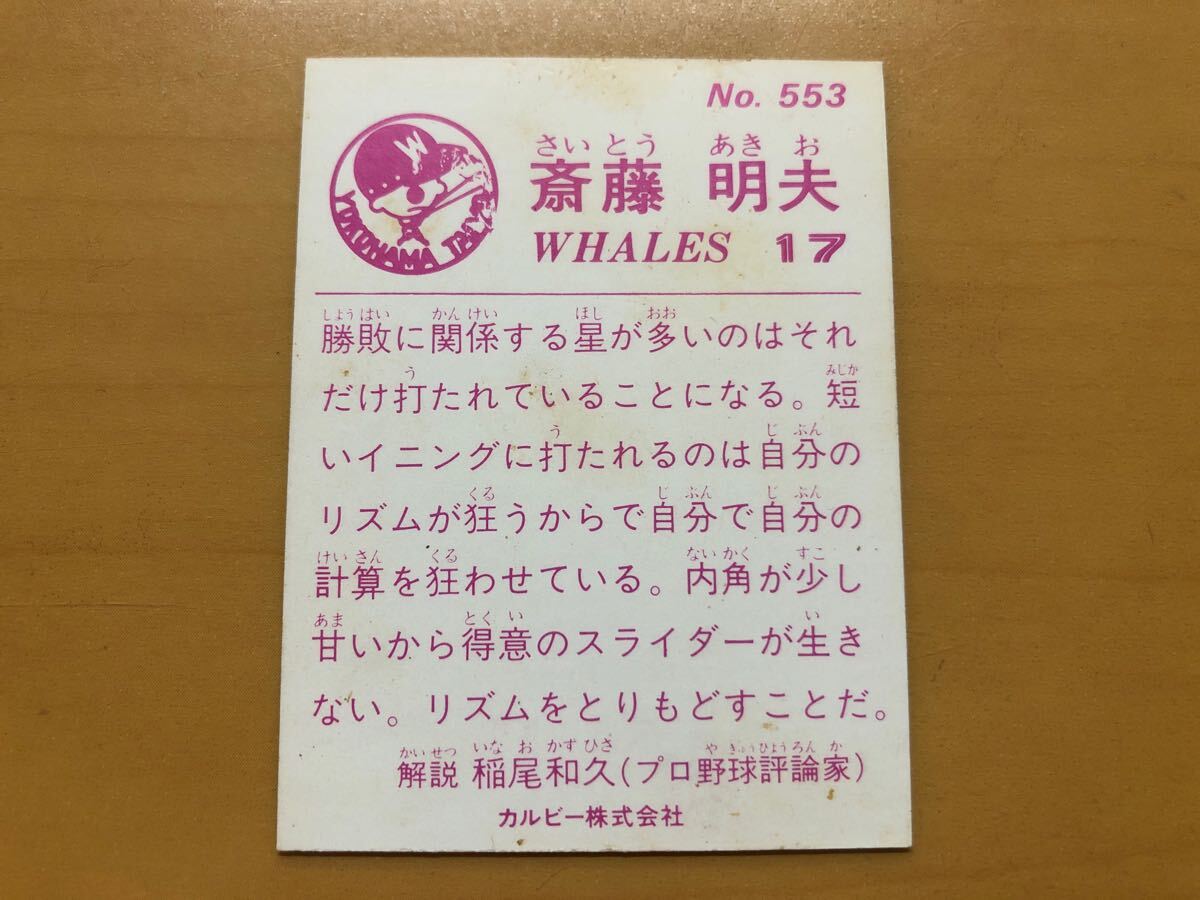 No. 553
W
YOKOHAMA TAIYO
さいとう あきお
斎藤 明夫
WHALES 17
しょうはい かんけい ほし おお
勝敗に関係する星が多いのはそれ
う みじか
だけ打たれていることになる。短
う じぶん
いイニングに打たれるのは自分の
くる じぶん じぶん
リズムが狂うからで自分で自分の
けいさん くる ないかく すこ
計算を狂わせている。内角が少し
あま とくい い
甘いから得意のスライダーが生き
ない。リズムをとりもどすことだ。
かいせつ いなおかずひさ やきゅうひょうろんか
解説 稲尾和久(プロ野球評論家)
カルビー株式会社